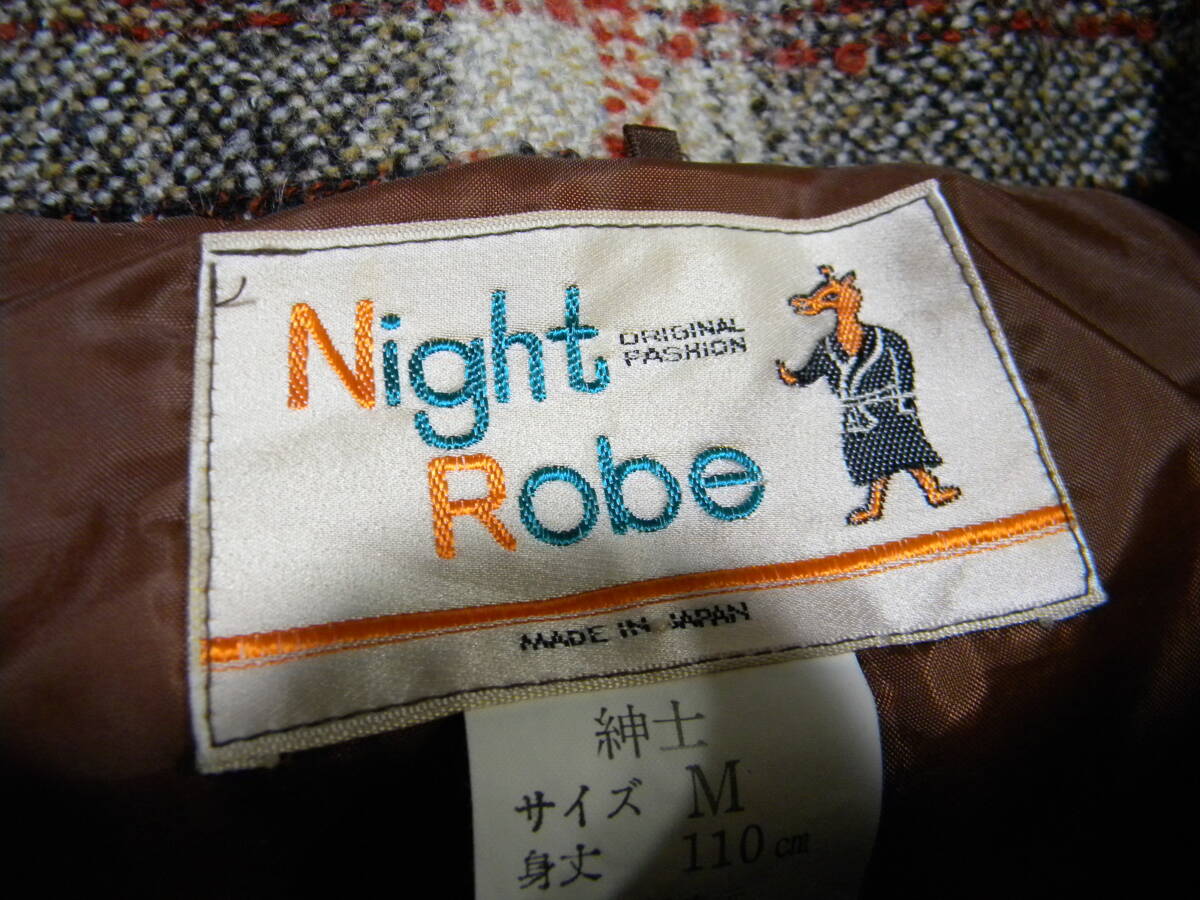 Night
ORIGINAL
FASHION
Robe
MADE IN JAPAN
紳士
サイズ M
身丈 110cm